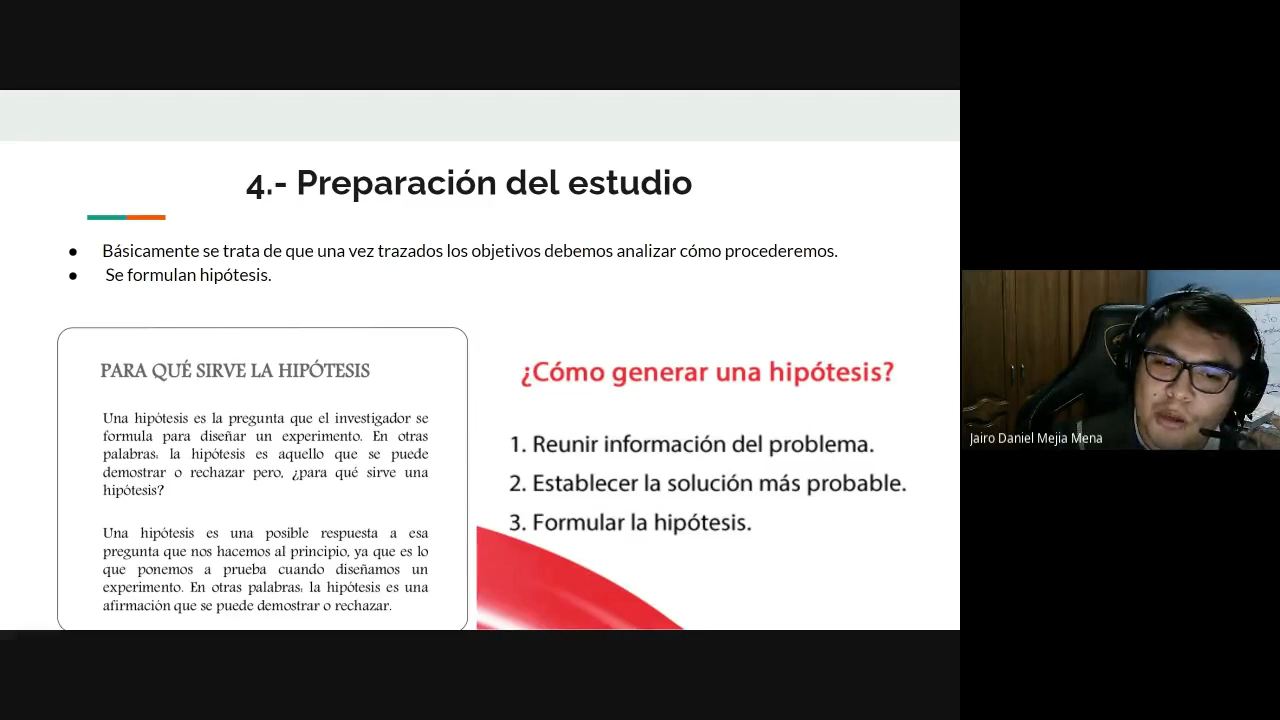 4.- Preparación del estudio
● Básicamente se trata de que una vez trazados los objetivos debemos analizar cómo procederemos.
● Se formulan hipótesis.
PARA QUÉ SIRVE LA HIPÓTESIS
Una hipótesis es la pregunta que el investigador se
formula para diseñar un experimento. En otras
palabras: la hipótesis es aquello que se puede
demostrar o rechazar pero, ¿para qué sirve una
hipótesis?
Una hipótesis es una posible respuesta a esa
pregunta que nos hacemos al principio, ya que es lo
que ponemos a prueba cuando diseñamos un
experimento. En otras palabras: la hipótesis es una
afirmación que se puede demostrar o rechazar.
¿Cómo generar una hipótesis?
1. Reunir información del problema.
2. Establecer la solución más probable.
3. Formular la hipótesis.
Jairo Daniel Mejia Mena